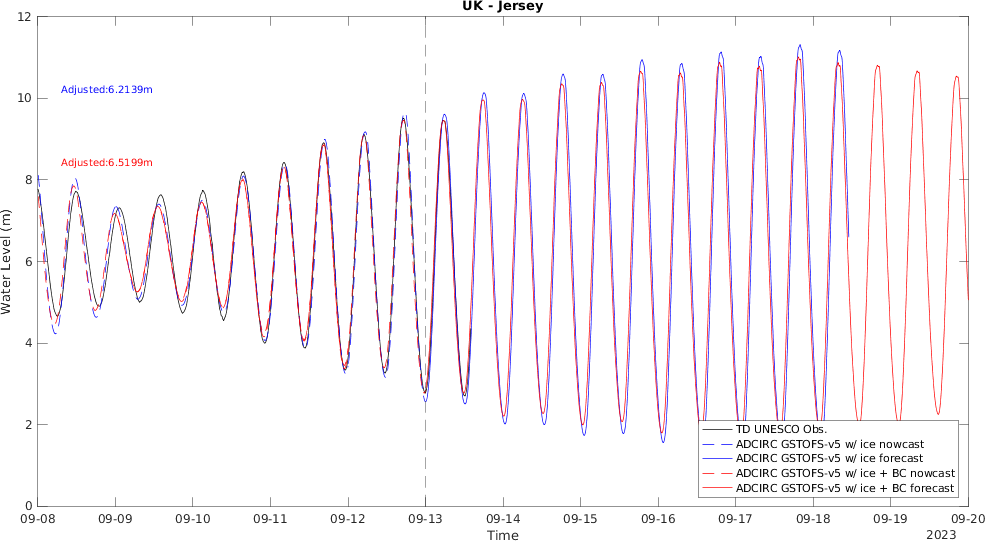 UK - Jersey
12
10
8
6
4
2
0
Water Level (m)
Adjusted:6.2139m
Adjusted:6.5199m
TD UNESCO Obs.
ADCIRC GSTOFS-v5 w/ ice nowcast
ADCIRC GSTOFS-v5 w/ ice forecast
ADCIRC GSTOFS-v5 w/ ice + BC nowcast
ADCIRC GSTOFS-v5 w/ ice + BC forecast
09-08 09-09 09-10 09-11 09-12 09-13 09-14 09-15 09-16 09-17 09-18 09-19 09-20
Time
2023